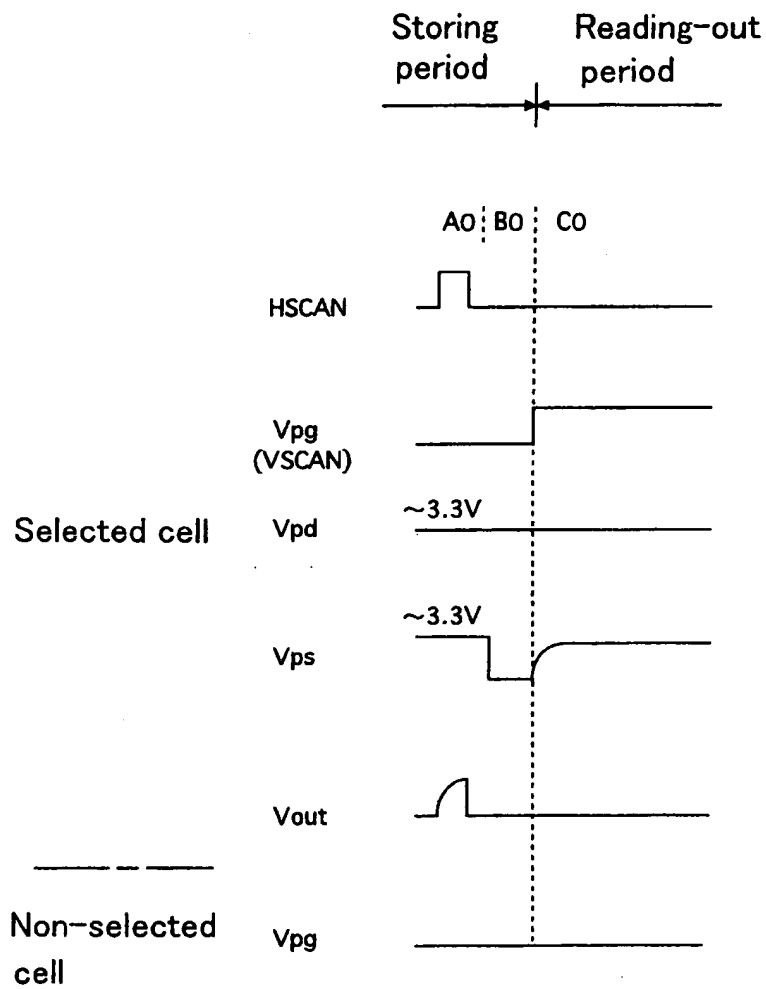 Storing period
Reading-out period
A0 B0 C0
HSCAN
Vpg
(VSCAN)
~3.3V
Selected cell Vpd
~3.3V
Vps
Vout
Non-selected cell
Vpg